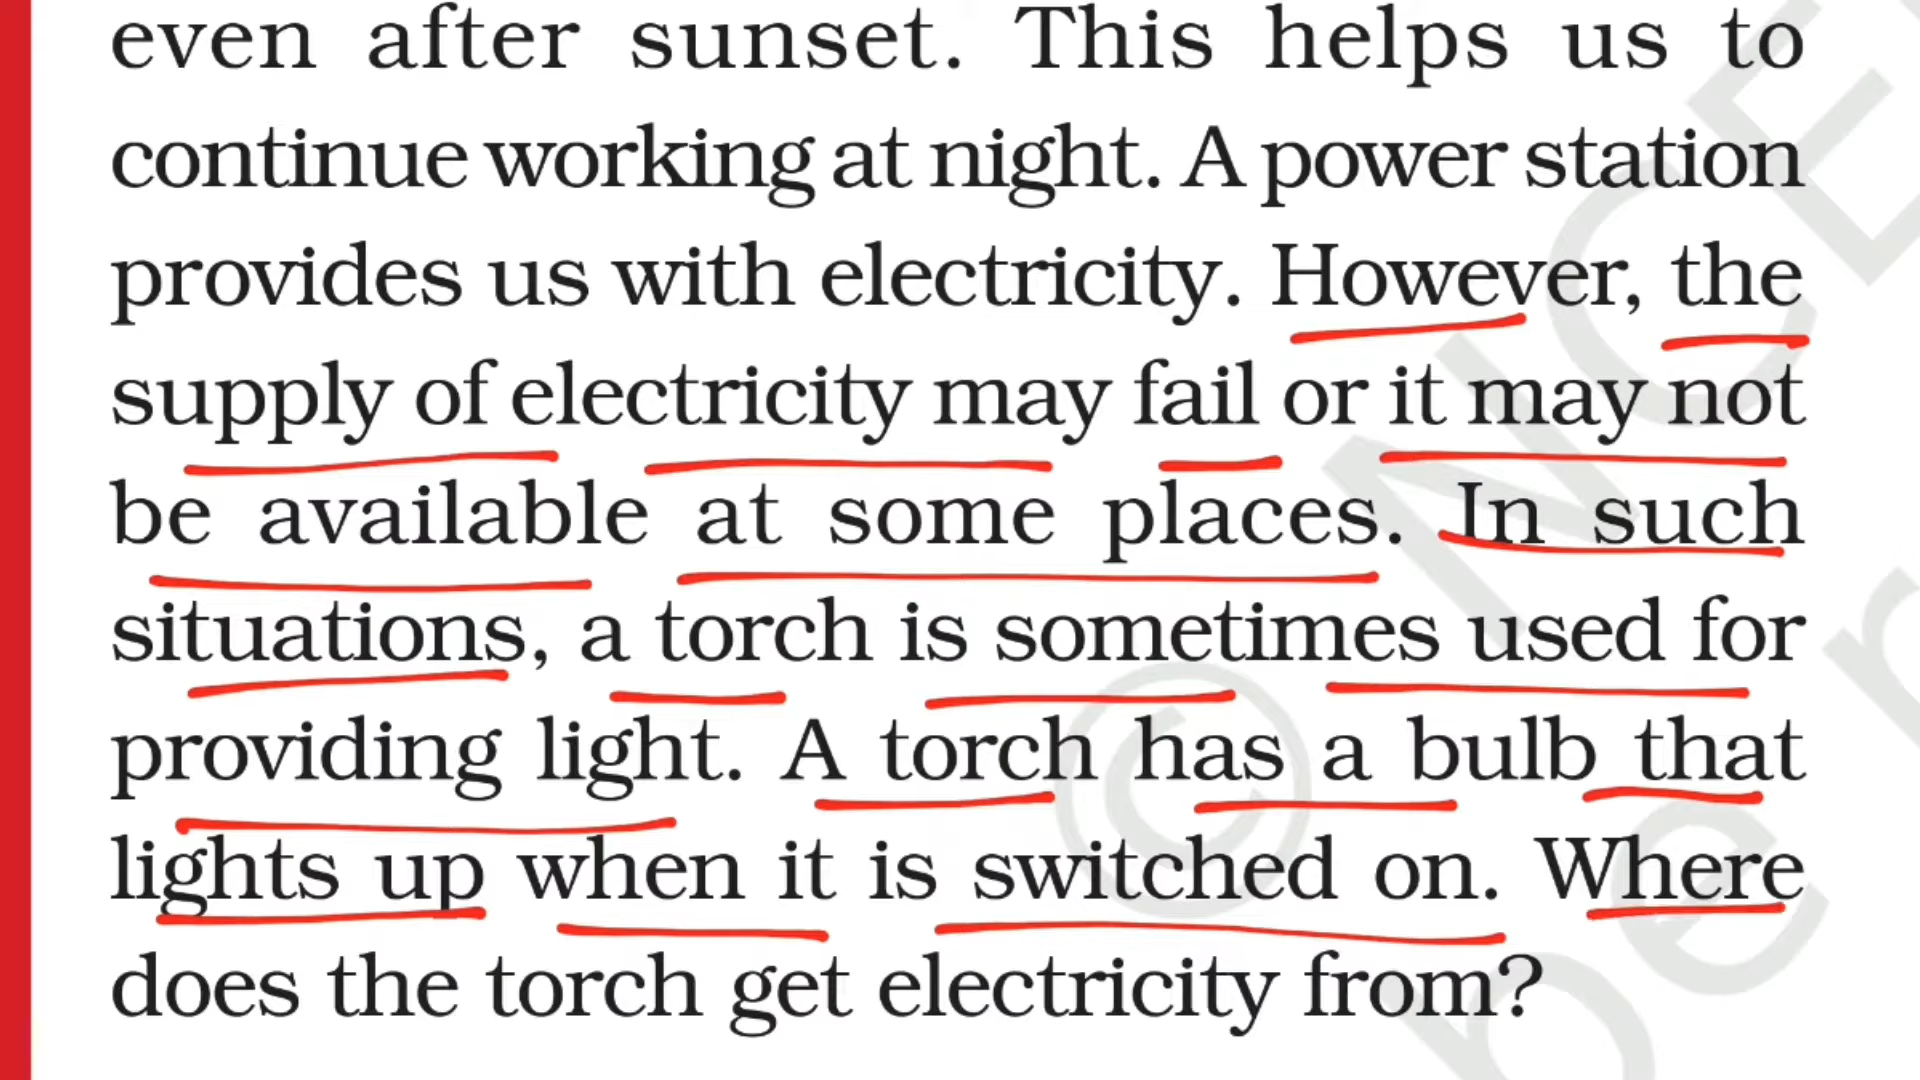 even after sunset. This helps us to
continue working at night. A power station
provides us with electricity. However, the
supply of electricity may fail or it may not
be available at some places. In such
situations, a torch is sometimes used for
providing light. A torch has a bulb that
lights up when it is switched on. Where
does the torch get electricity from?
© NCE
be r